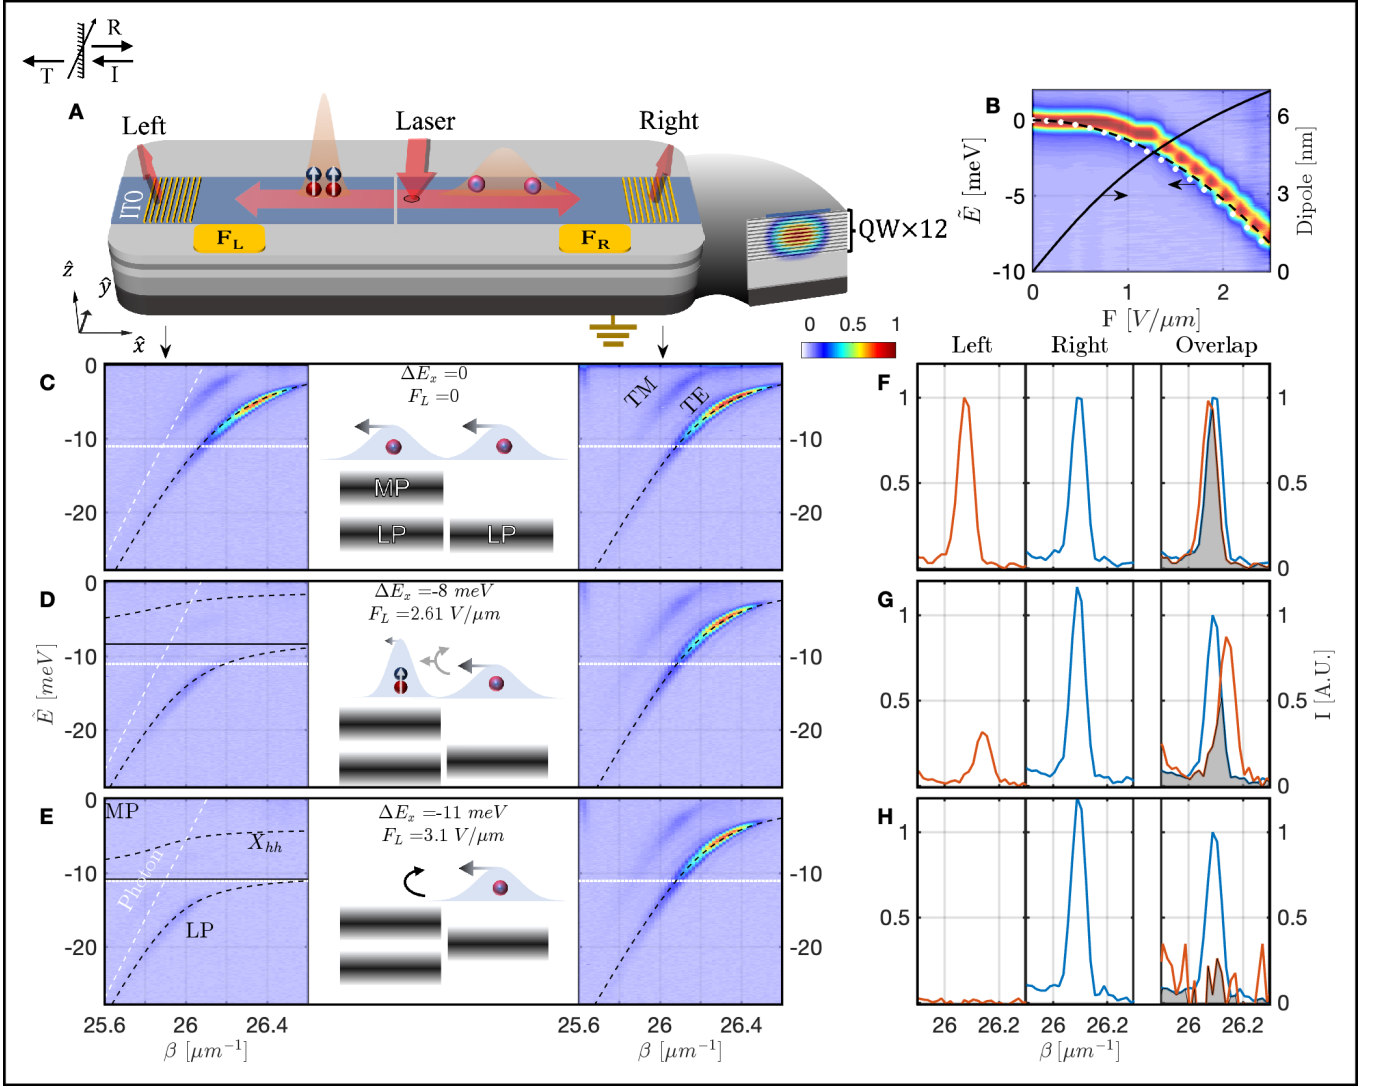 R
T I
A
Left
Laser
Right
ITO
F_L
F_R
QW×12
ẑ
ŷ
x̂
0 0.5 1
B
0
-5
-10
Ẽ [meV]
6
3
0
Dipole [nm]
0 1 2
F [V/μm]
C
0
-10
-20
ΔE_x =0
F_L =0
MP
LP LP
TM
TE
-10
-20
D
0
-10
-20
Ẽ [meV]
ΔE_x =-8 meV
F_L =2.61 V/μm
-10
-20
E
0
-10
-20
MP
X_hh
Photon
LP
25.6 26 26.4
β [μm⁻¹]
ΔE_x =-11 meV
F_L =3.1 V/μm
-10
-20
25.6 26 26.4
β [μm⁻¹]
Left Right Overlap
F
1
0.5
1
0.5
0
G
1
0.5
1
0.5
0
I [A.U.]
H
1
0.5
1
0.5
0
26 26.2 26 26.2 26 26.2
β [μm⁻¹]